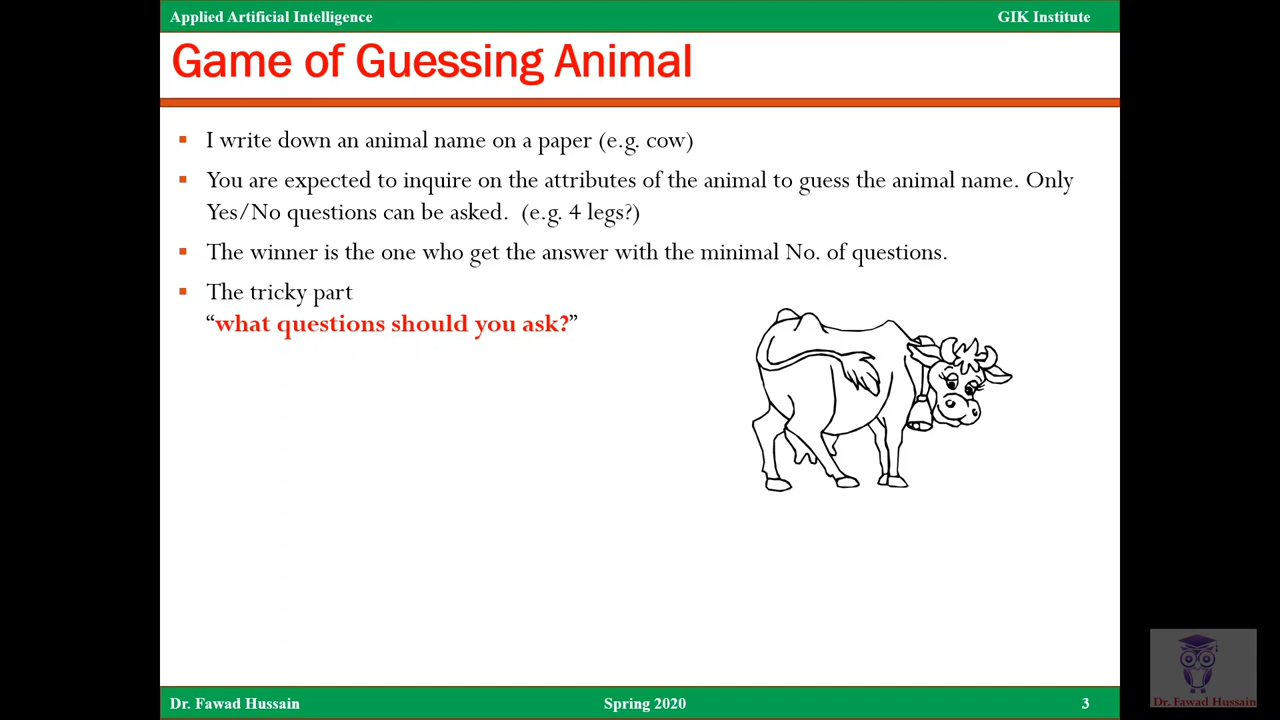 Applied Artificial Intelligence
GIK Institute
Game of Guessing Animal
I write down an animal name on a paper (e.g. cow)
You are expected to inquire on the attributes of the animal to guess the animal name. Only
Yes/No questions can be asked. (e.g. 4 legs?)
The winner is the one who get the answer with the minimal No. of questions.
The tricky part
“what questions should you ask?”
Dr. Fawad Hussain
Spring 2020
3
Dr. Fawad Hussain